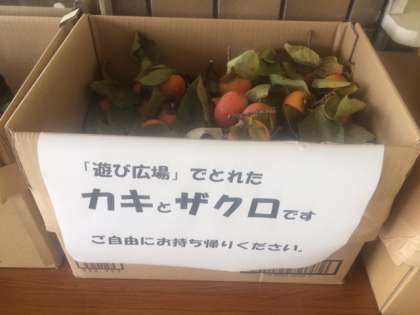 「遊び広場」でとれた
カキとザクロです
ご自由にお持ち帰りください。